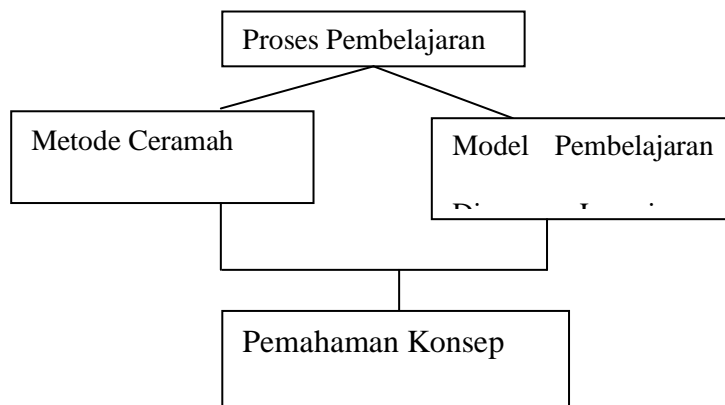 Proses Pembelajaran
Metode Ceramah
Model Pembelajaran
Pemahaman Konsep